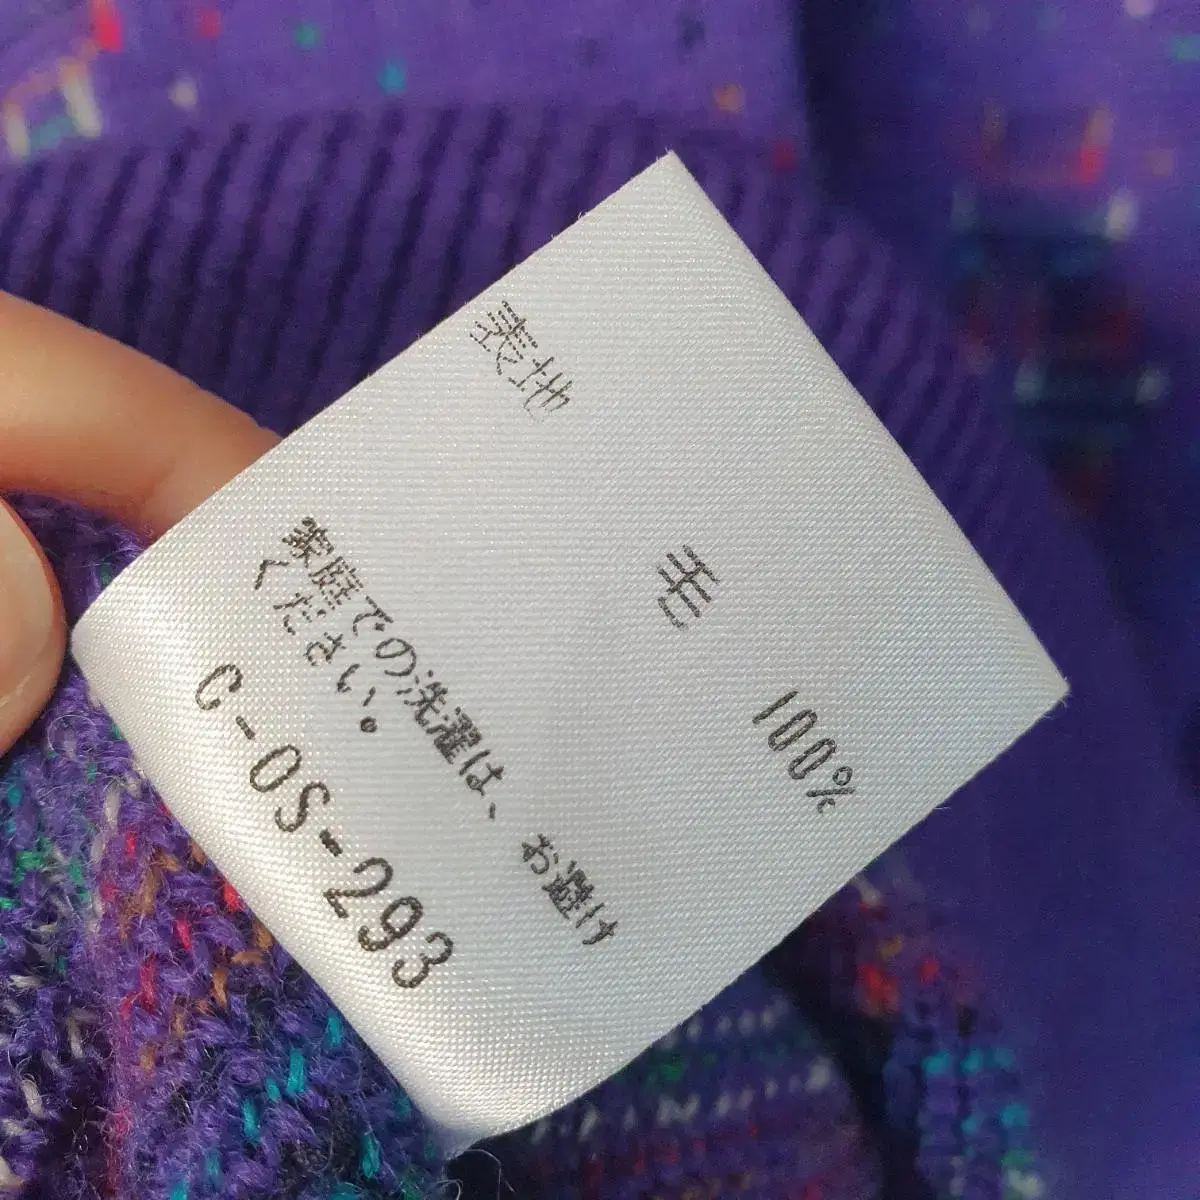 表地
毛 100%
家庭での洗濯は、お避け
ください。
C-OS-293